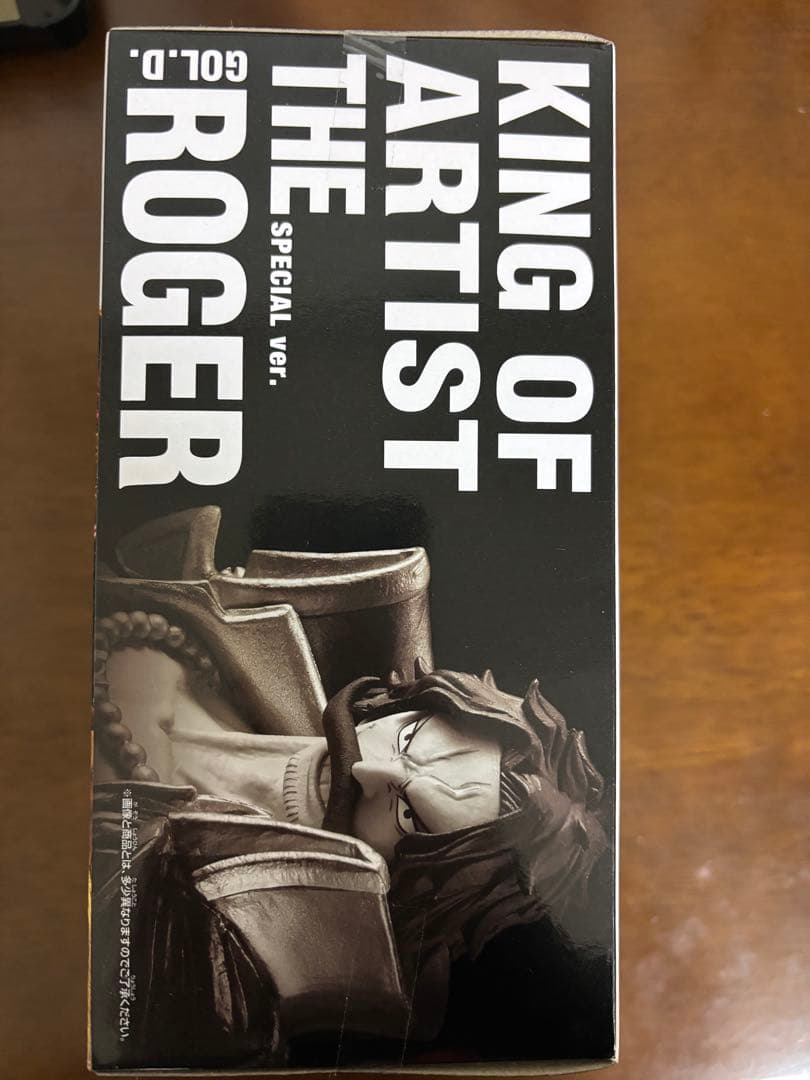 KING OF
ARTIST
THE
SPECIAL ver.
GOL.D.
ROGER
※画像と商品とは、多少異なりますのでご了承ください。